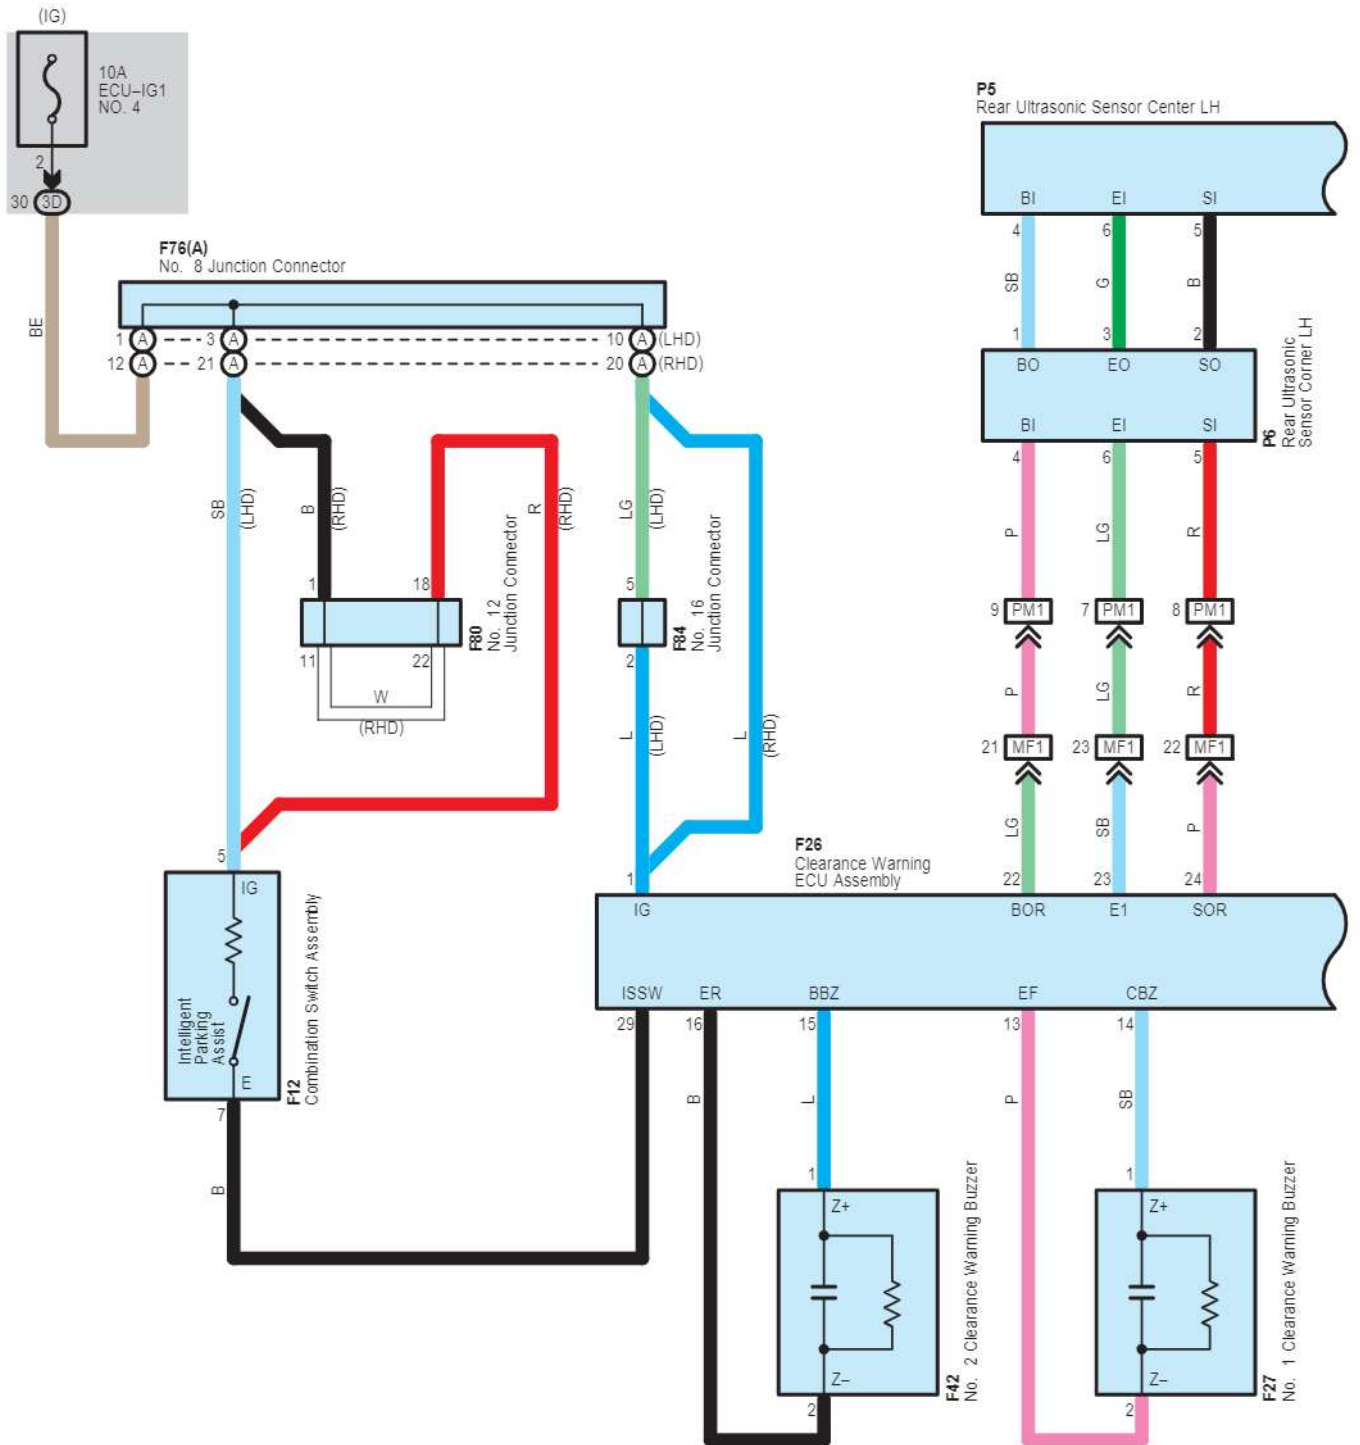 (IG)
10A
ECU–IG1
NO. 4
2
30 3D
BE
F76(A)
No. 8 Junction Connector
1 A 3 A 10 A (LHD)
12 A 21 A 20 A (RHD)
SB
(LHD)
B
(RHD)
R
(RHD)
LG
(LHD)
1 18
F80
No. 12
Junction Connector
11 22
W
(RHD)
5
F84
No. 16
Junction Connector
2
L
(LHD)
L
(RHD)
P5
Rear Ultrasonic Sensor Center LH
BI EI SI
4 6 5
SB G B
1 3 2
BO EO SO
BI EI SI
P6
Rear Ultrasonic
Sensor Corner LH
4 6 5
P LG R
9 PM1 7 PM1 8 PM1
P LG R
21 MF1 23 MF1 22 MF1
LG SB P
22 23 24
F26
Clearance Warning
ECU Assembly
1
IG BOR E1 SOR
ISSW ER BBZ EF CBZ
29 16 15 13 14
5
IG
Intelligent
Parking
Assist
E
F12
Combination Switch Assembly
7
B
B L P SB
1
Z+
Z–
2
F42
No. 2 Clearance Warning Buzzer
1
Z+
Z–
2
F27
No. 1 Clearance Warning Buzzer